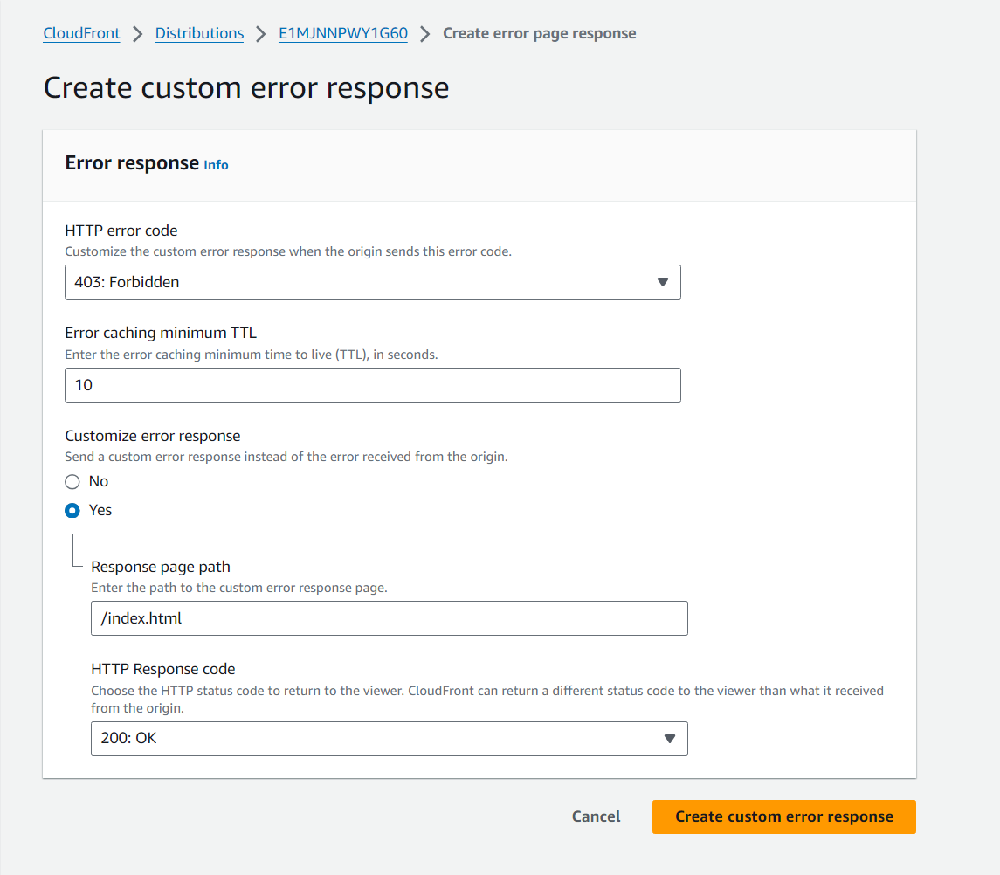 CloudFront > Distributions > E1MJNNPWY1G60 > Create error page response
Create custom error response
Error response Info
HTTP error code
Customize the custom error response when the origin sends this error code.
403: Forbidden
Error caching minimum TTL
Enter the error caching minimum time to live (TTL), in seconds.
10
Customize error response
Send a custom error response instead of the error received from the origin.
No
Yes
Response page path
Enter the path to the custom error response page.
/index.html
HTTP Response code
Choose the HTTP status code to return to the viewer. CloudFront can return a different status code to the viewer than what it received
from the origin.
200: OK
Cancel Create custom error response